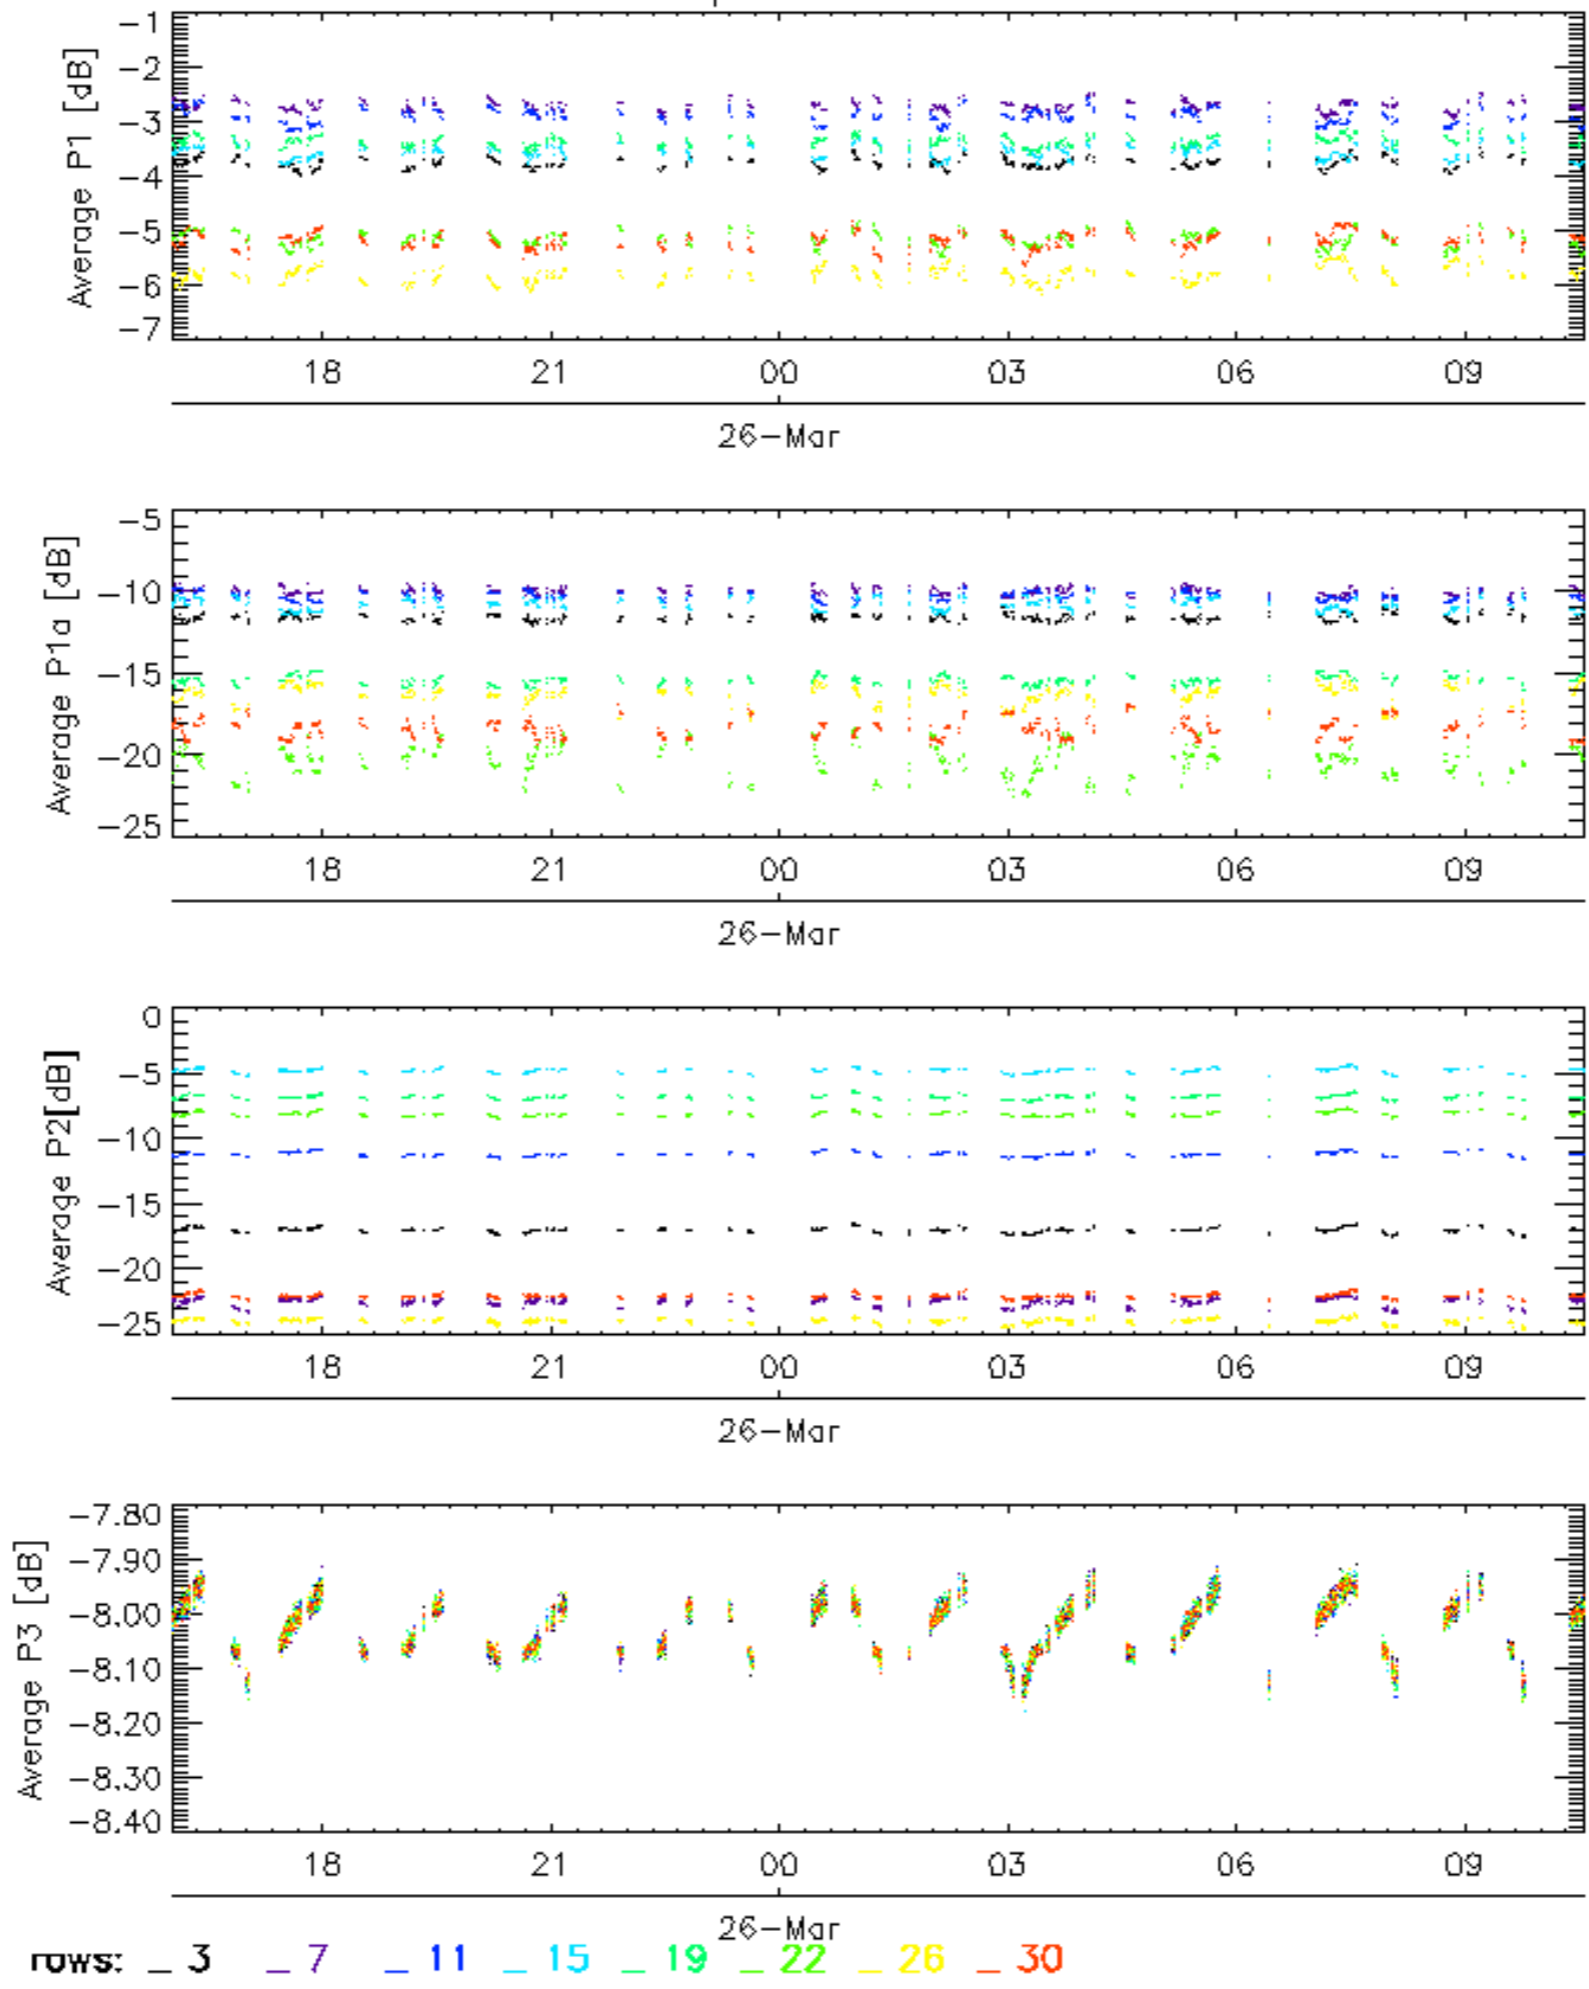 -1
-2
-3
-4
-5
-6
-7
Average P1 [dB]
18 21 00 03 06 09
26-Mar
-5
-10
-15
-20
-25
Average P1a [dB]
18 21 00 03 06 09
26-Mar
0
-5
-10
-15
-20
-25
Average P2[dB]
18 21 00 03 06 09
26-Mar
-7.80
-7.90
-8.00
-8.10
-8.20
-8.30
-8.40
Average P3 [dB]
18 21 00 03 06 09
26-Mar
rows: _ 3 _ 7 _ 11 _ 15 _ 19 _ 22 _ 26 _ 30